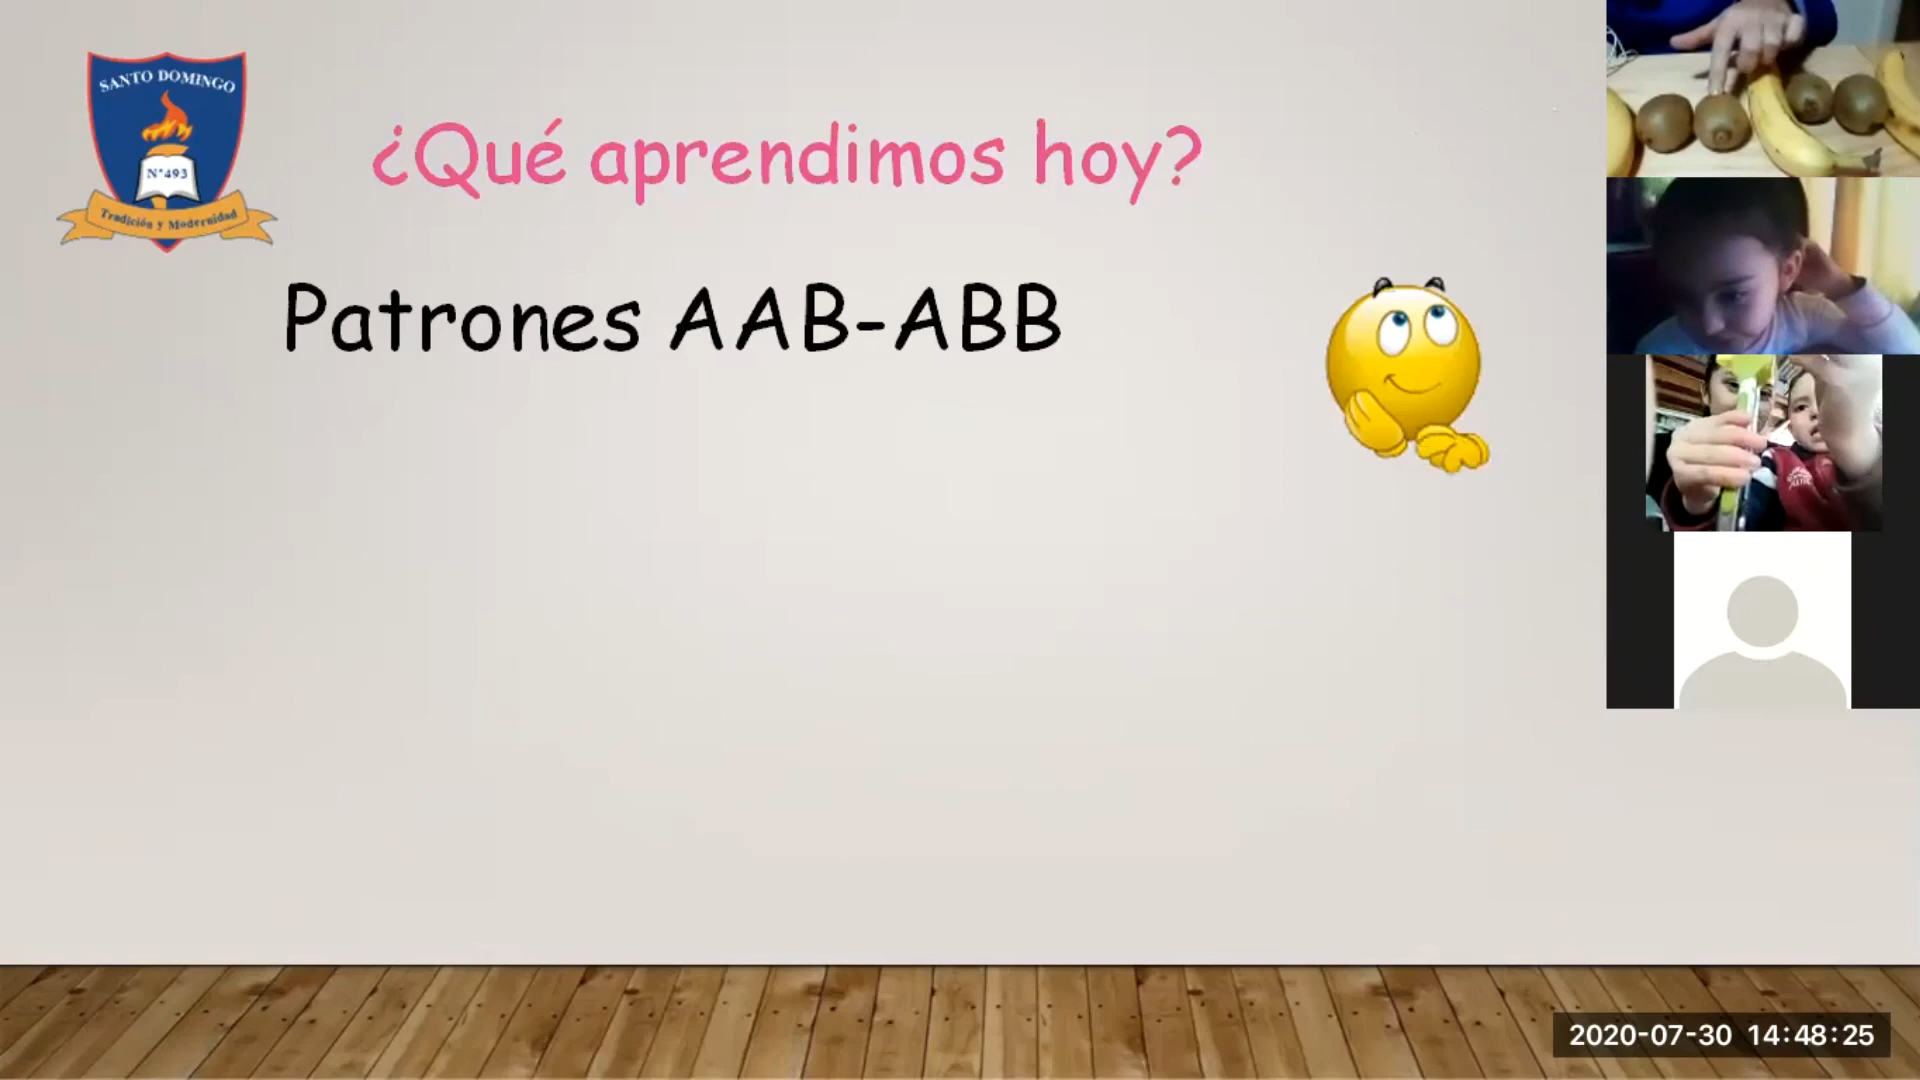 SANTO DOMINGO
N°493
Tradición y Modernidad
¿Qué aprendimos hoy?
Patrones AAB-ABB
2020-07-30 14:48:25